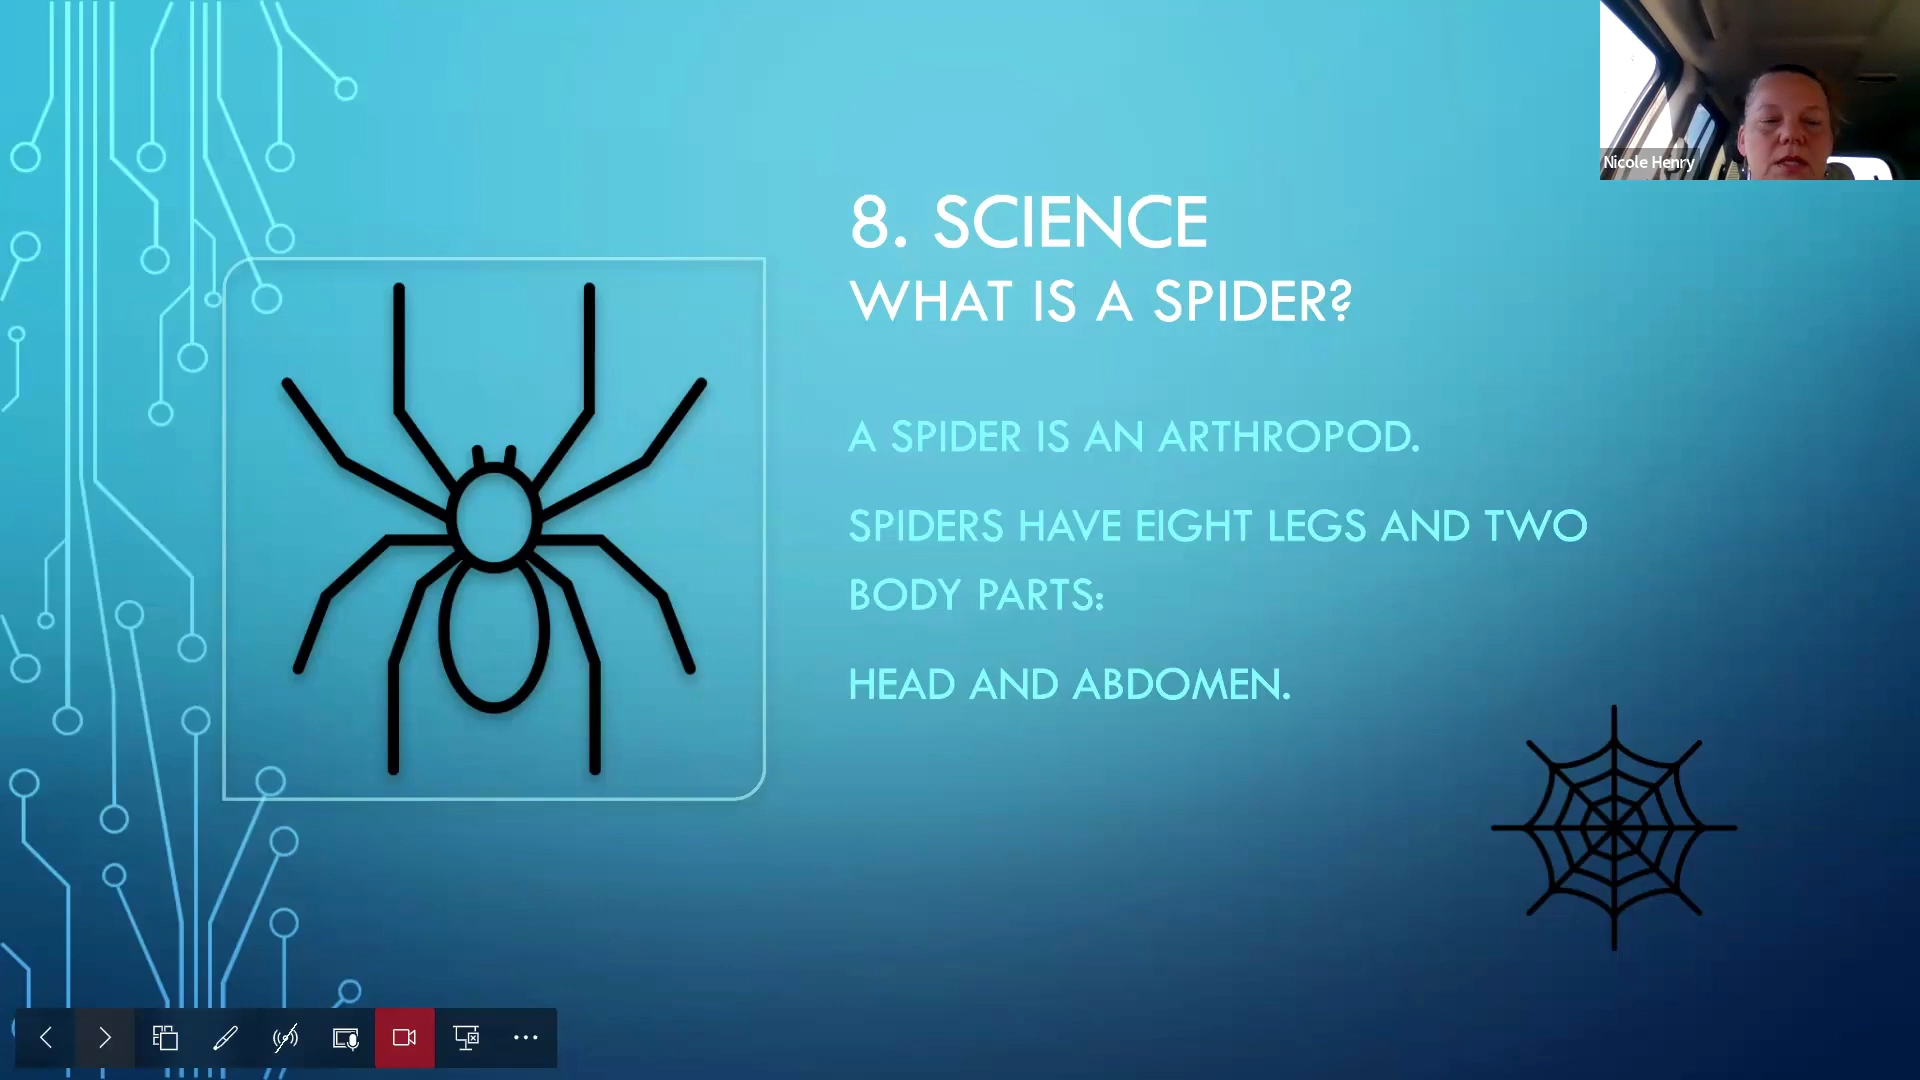 Nicole Henry
8. SCIENCE
WHAT IS A SPIDER?
A SPIDER IS AN ARTHROPOD.
SPIDERS HAVE EIGHT LEGS AND TWO
BODY PARTS:
HEAD AND ABDOMEN.